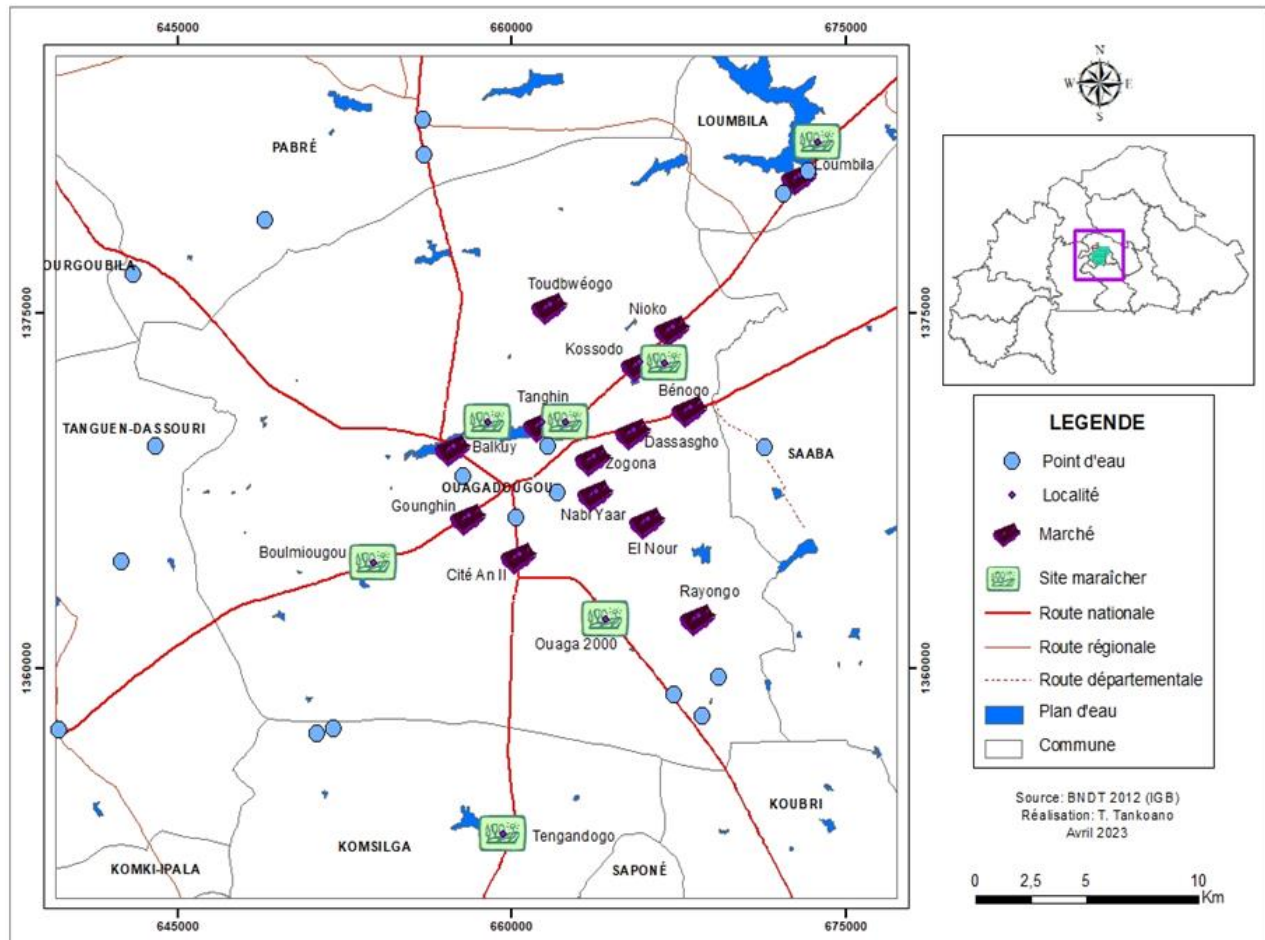 645000
660000
675000
N
W
E
S
LOUMBILA
PABRÉ
Loumbila
OURGOUBILA
Toudbwéogo
1375000
1375000
Nioko
Kossodo
Bénogo
Tanghin
TANGUEN-DASSOURI
Balkuy
Dassasgho
SAABA
Zogona
OUAGADOUGOU
Gounghin
Nabi Yaar
El Nour
Boulmiougou
Cité An II
Rayongo
Ouaga 2000
1360000
1360000
KOUBRI
Tengandogo
KOMSILGA
KOMKI-IPALA
SAPONÉ
645000
660000
675000
LEGENDE
Point d'eau
Localité
Marché
Site maraîcher
Route nationale
Route régionale
Route départementale
Plan d'eau
Commune
Source: BNDT 2012 (IGB)
Réalisation: T. Tankoano
Avril 2023
0 2,5 5 10
Km